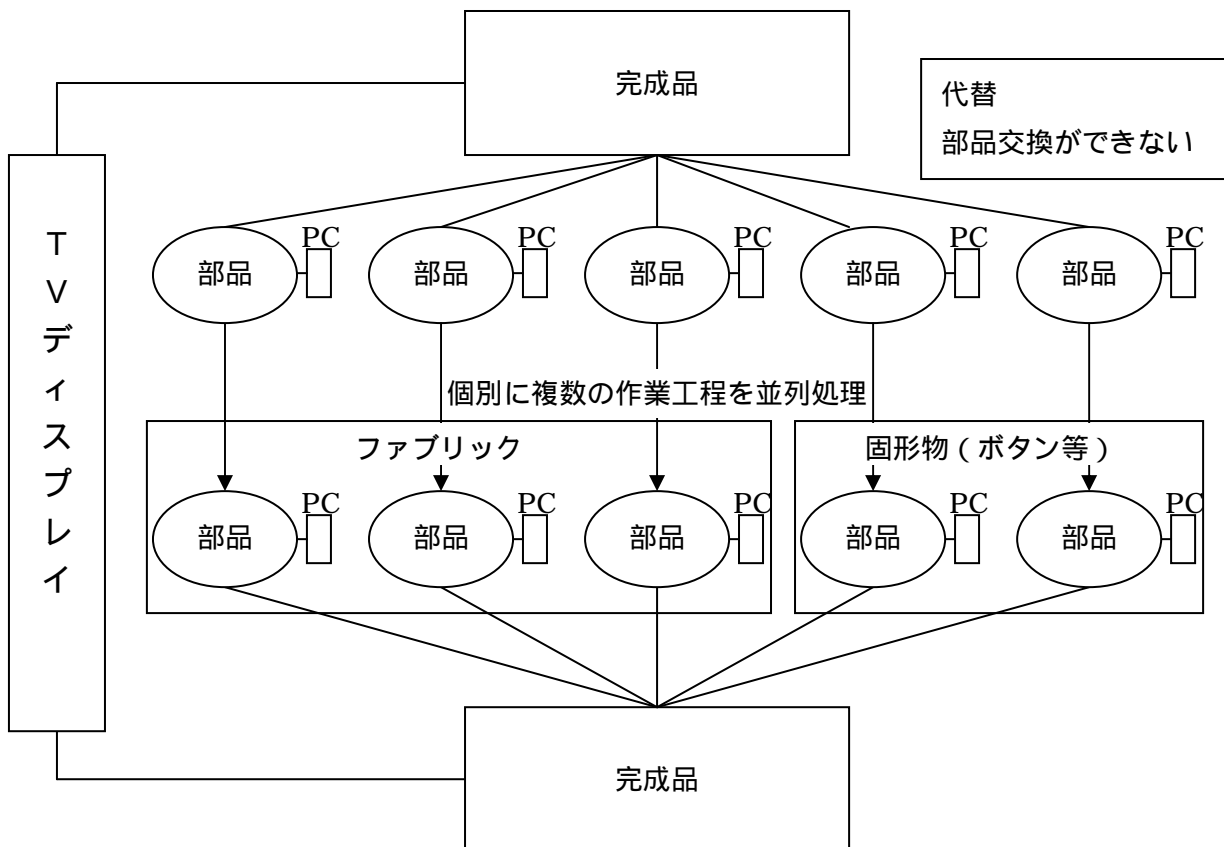 完成品
代替
部品交換ができない
TVディスプレイ
PC PC PC PC PC
部品 部品 部品 部品 部品
個別に複数の作業工程を並列処理
ファブリック
固形物(ボタン等)
PC PC PC PC PC
部品 部品 部品 部品 部品
完成品